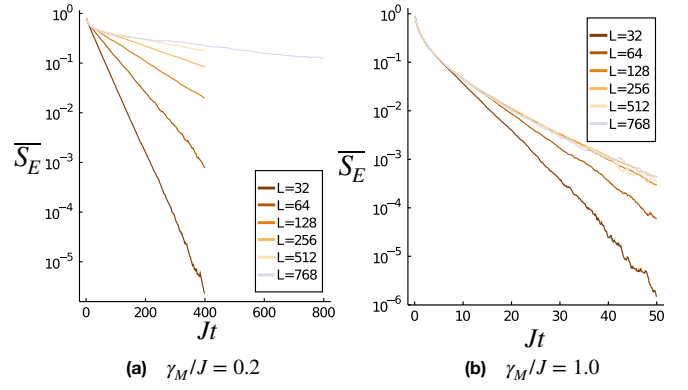 10⁰
10⁻¹
10⁻²
10⁻³
10⁻⁴
10⁻⁵
S_E
0 200 400 600 800
Jt
L=32
L=64
L=128
L=256
L=512
L=768
(a) γ_M/J = 0.2
10⁰
10⁻¹
10⁻²
10⁻³
10⁻⁴
10⁻⁵
10⁻⁶
S_E
0 10 20 30 40 50
Jt
L=32
L=64
L=128
L=256
L=512
L=768
(b) γ_M/J = 1.0